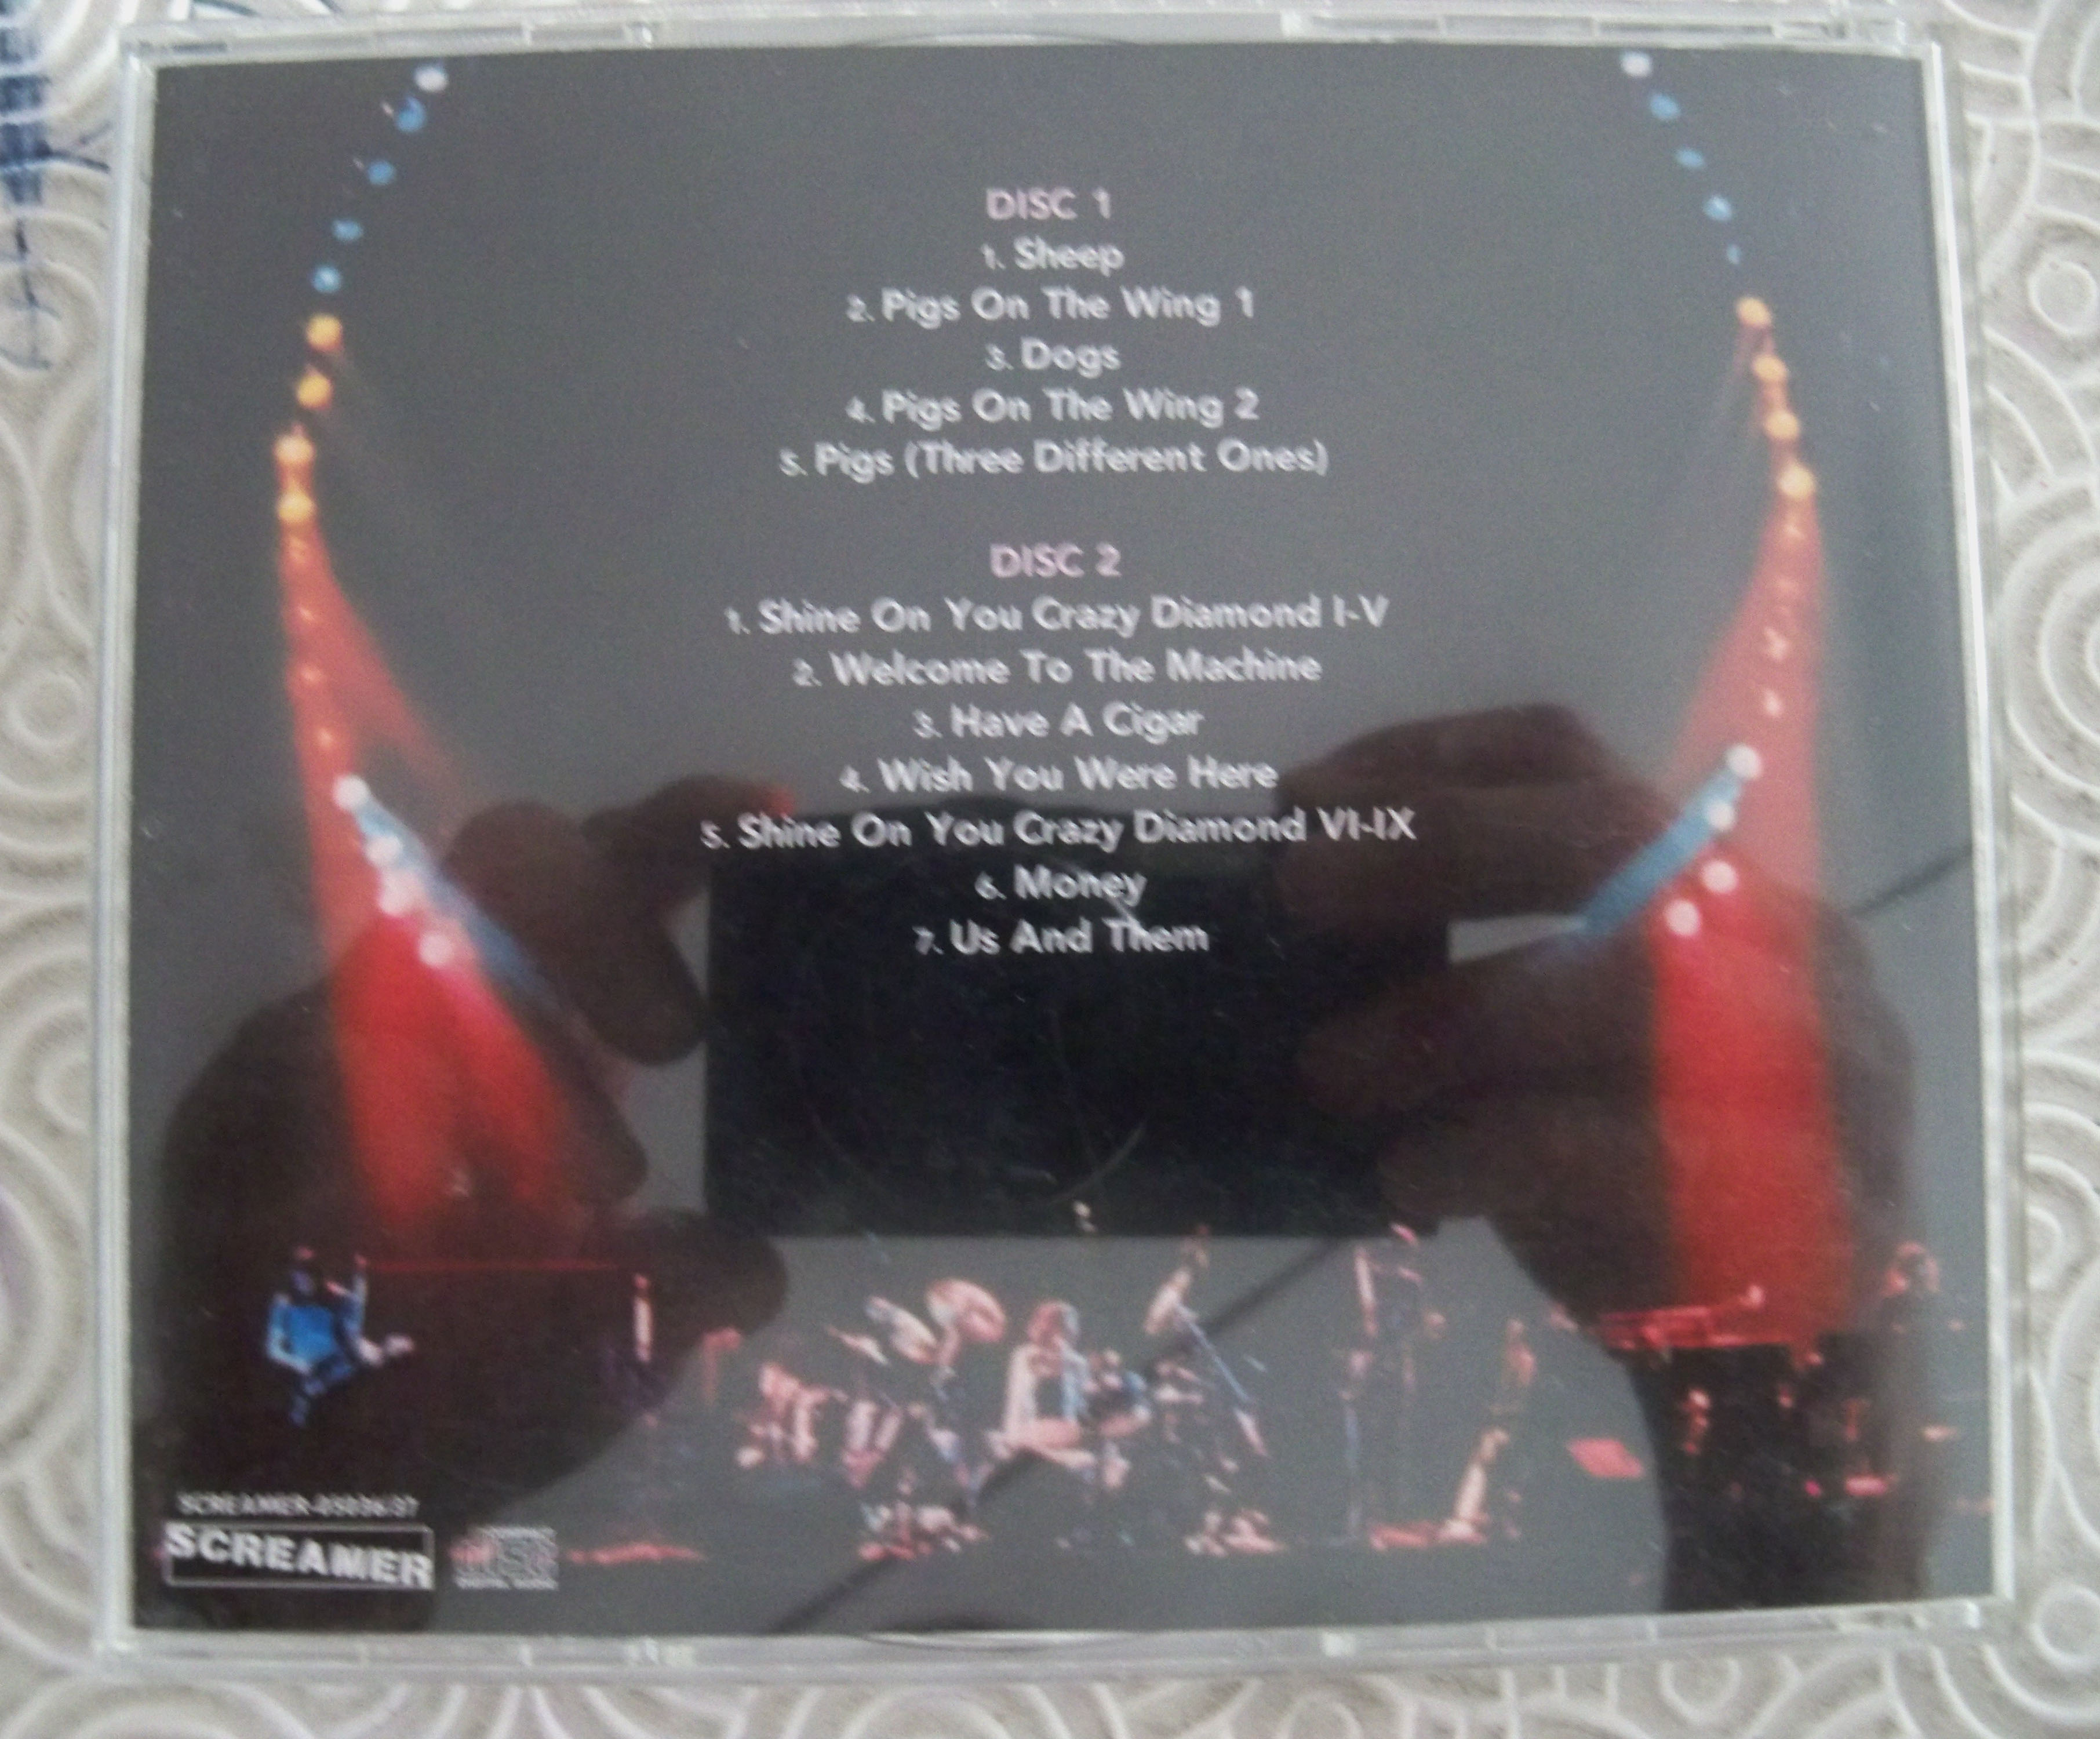 DISC 1
1. Sheep
2. Pigs On The Wing 1
3. Dogs
4. Pigs On The Wing 2
5. Pigs (Three Different Ones)
DISC 2
1. Shine On You Crazy Diamond I-V
2. Welcome To The Machine
3. Have A Cigar
4. Wish You Were Here
5. Shine On You Crazy Diamond VI-IX
6. Money
7. Us And Them
SCREAMER
disc
DIGITAL AUDIO